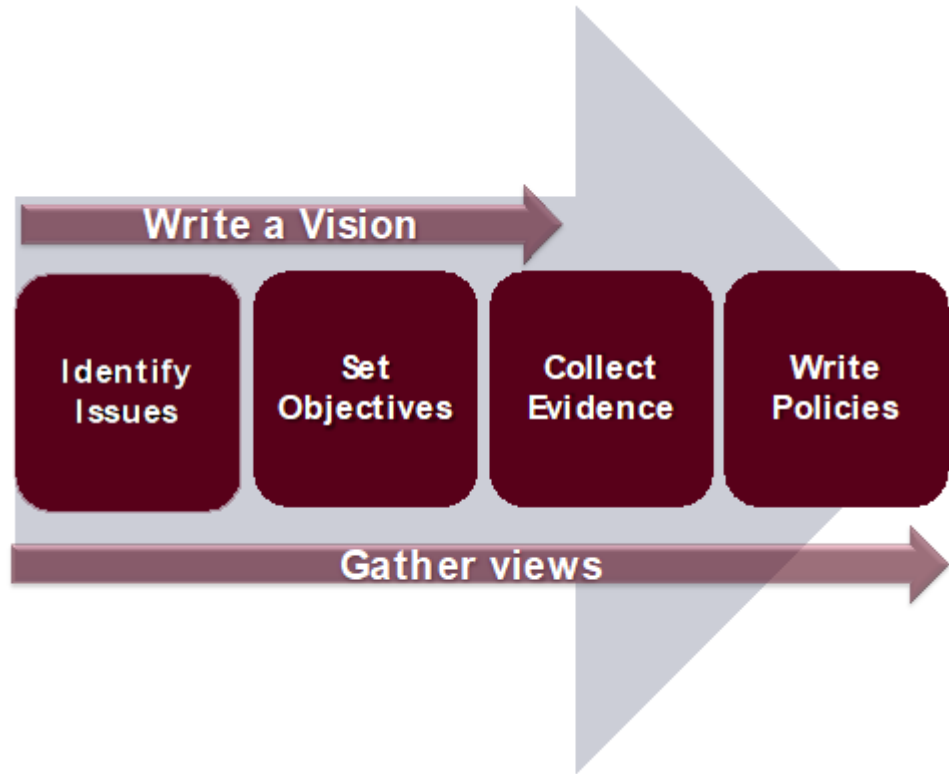 Write a Vision
Identify
Issues
Set
Objectives
Collect
Evidence
Write
Policies
Gather views